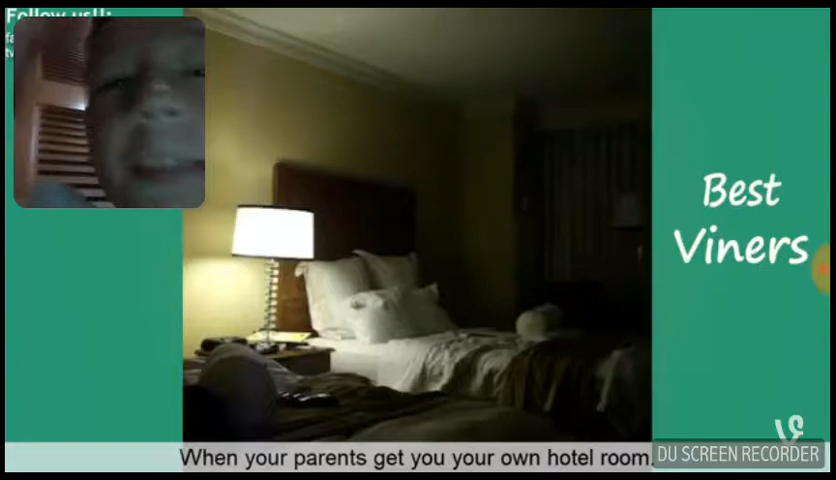 Follow us!!:
Best
Viners
When your parents get you your own hotel room.
DU SCREEN RECORDER